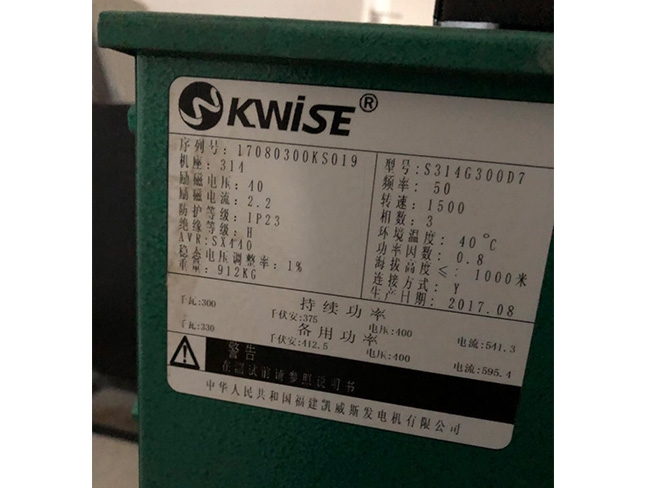 KWISE®
序列号: 17080300KS019
机座: 314
励磁电压: 40
励磁电流: 2.2
防护等级: IP23
绝缘等级: H
AVR: SX440
稳态电压调整率: 1%
重量: 912KG
型号: S314G300D7
频率: 50
转速: 1500
相数: 3
环境温度: 40℃
功率因数: 0.8
海拔高度≤: 1000米
连接方式: Y
生产日期: 2017.08
持续功率
千瓦:300 千伏安:375 电压:400 电流:541.3
备用功率
千瓦:330 千伏安:412.5 电压:400 电流:595.4
警告
在调试前请参照说明书
中华人民共和国福建凯威斯发电机有限公司